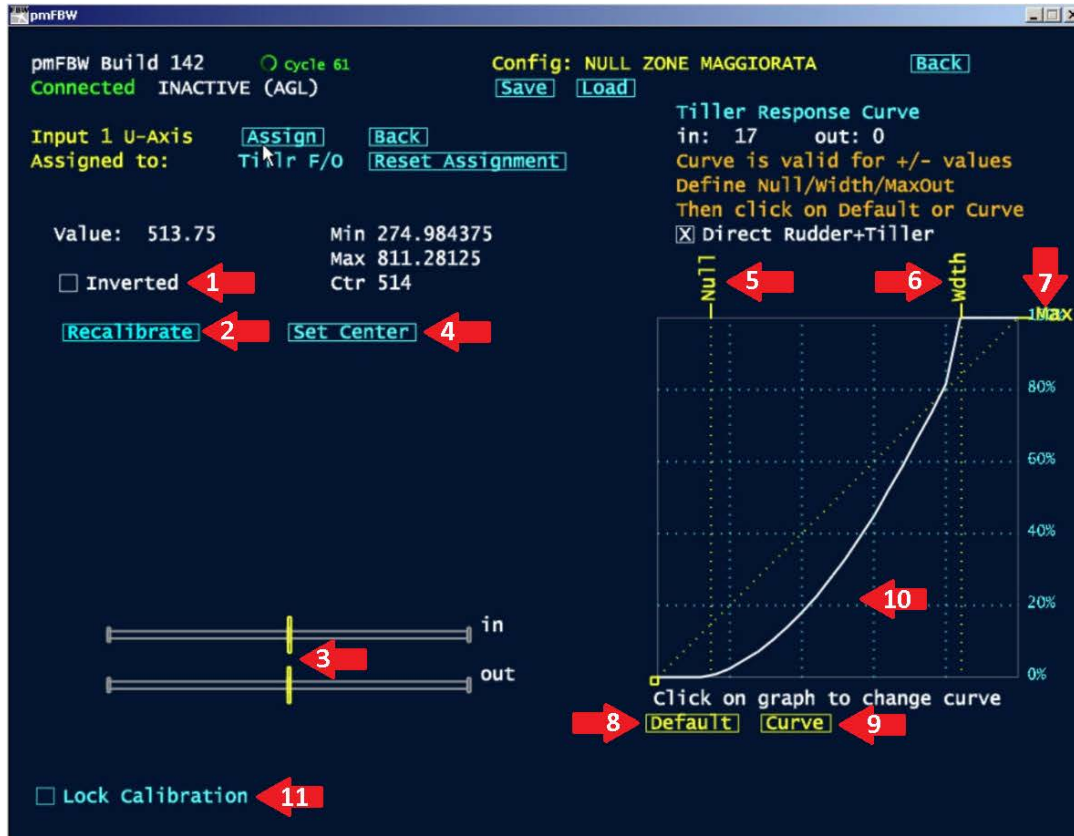 pmFBW
pmFBW Build 142 cycle 61 Config: NULL ZONE MAGGIORATA Back
Connected INACTIVE (AGL) Save Load
Tiller Response Curve
Input 1 U-Axis Assign Back in: 17 out: 0
Assigned to: F/O Reset Assignment Curve is valid for +/- values
Define Null/Width/MaxOut
Then click on Default or Curve
Value: 513.75 Min 274.984375 X Direct Rudder+Tiller
Max 811.28125
Inverted 1 Ctr 514 Null 5 6 Wdth 7
Recalibrate 2 Set Center 4 Max
80%
60%
40%
10 20%
in
3
out 0%
Click on graph to change curve
8 Default Curve 9
Lock Calibration 11